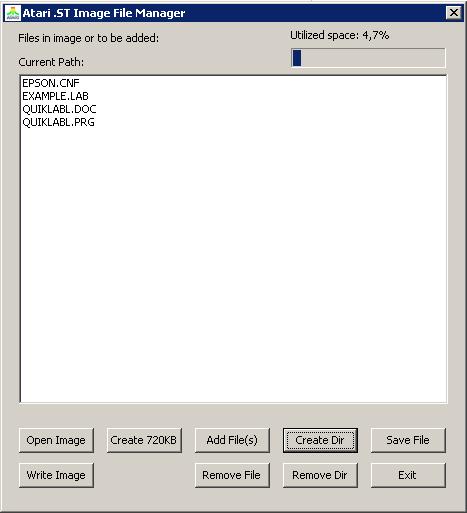 Atari .ST Image File Manager
Files in image or to be added:
Utilized space: 4,7%
Current Path:
EPSON.CNF
EXAMPLE.LAB
QUIKLABL.DOC
QUIKLABL.PRG
Open Image Create 720KB Add File(s) Create Dir Save File
Write Image Remove File Remove Dir Exit